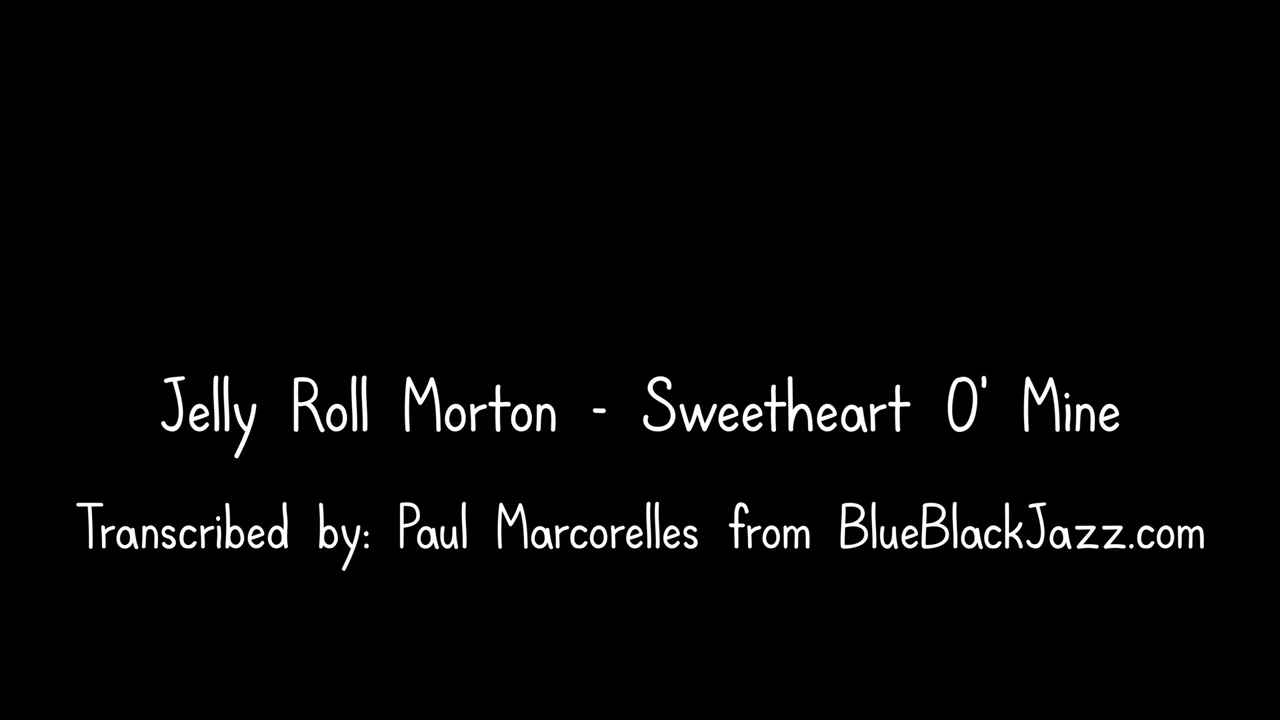 Jelly Roll Morton - Sweetheart O' Mine
Transcribed by: Paul Marcorelles from BlueBlackJazz.com